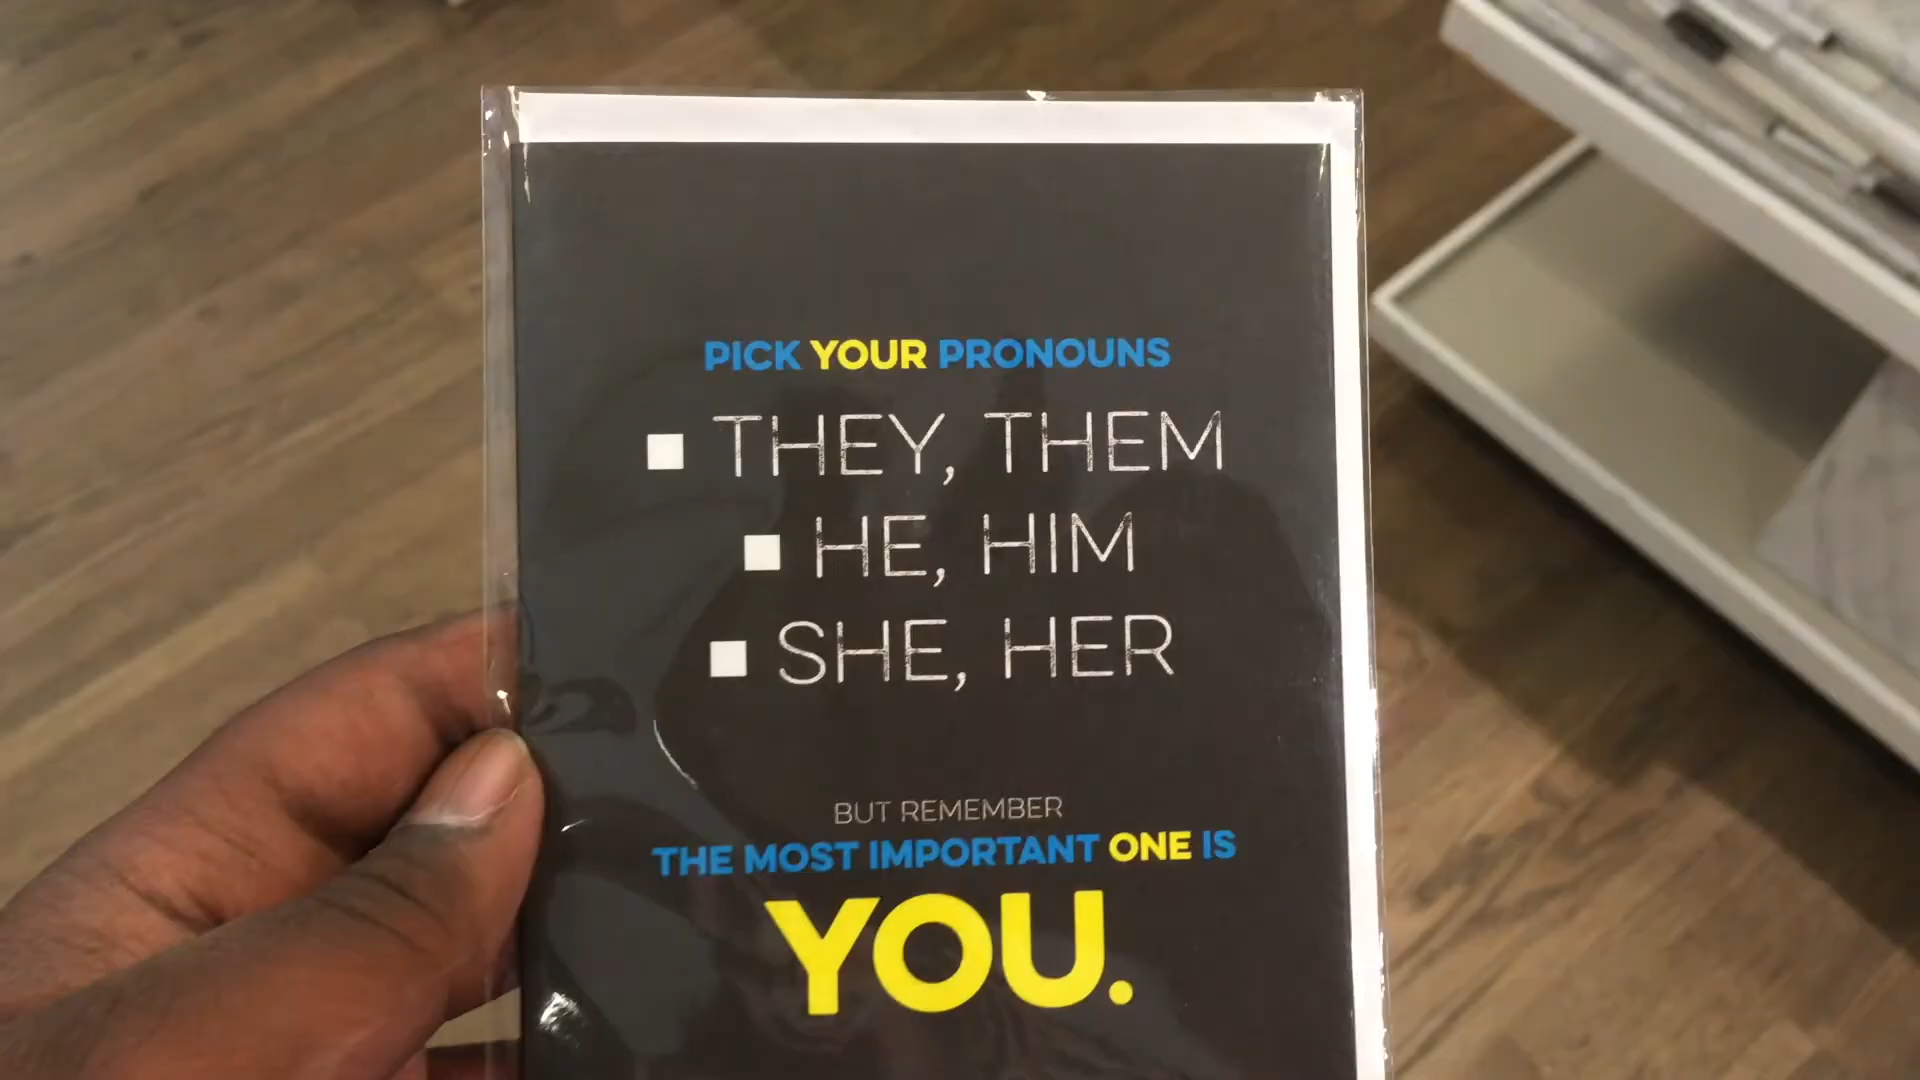 PICK YOUR PRONOUNS
THEY, THEM
HE, HIM
SHE, HER
BUT REMEMBER
THE MOST IMPORTANT ONE IS
YOU.